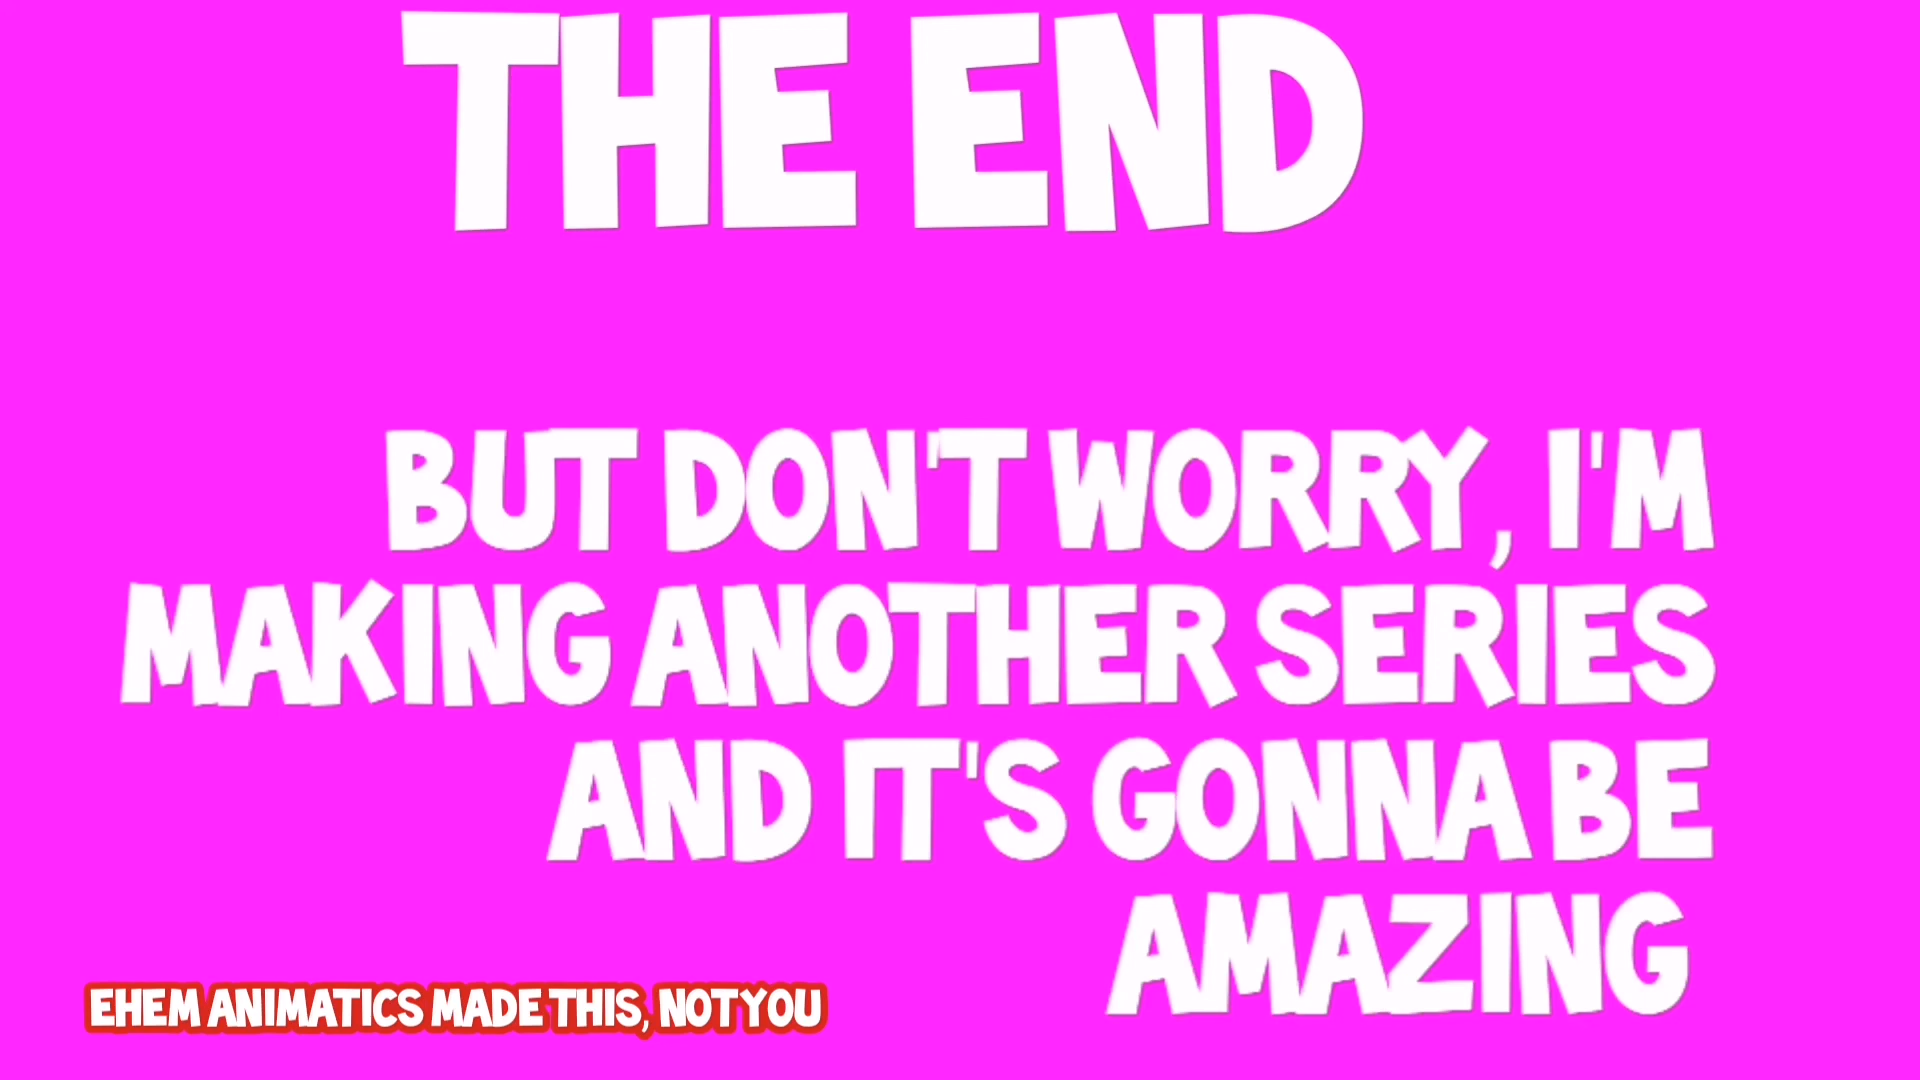 THE END
BUT DON'T WORRY, I'M
MAKING ANOTHER SERIES
AND IT'S GONNA BE
AMAZING
EHEM ANIMATICS MADE THIS, NOT YOU